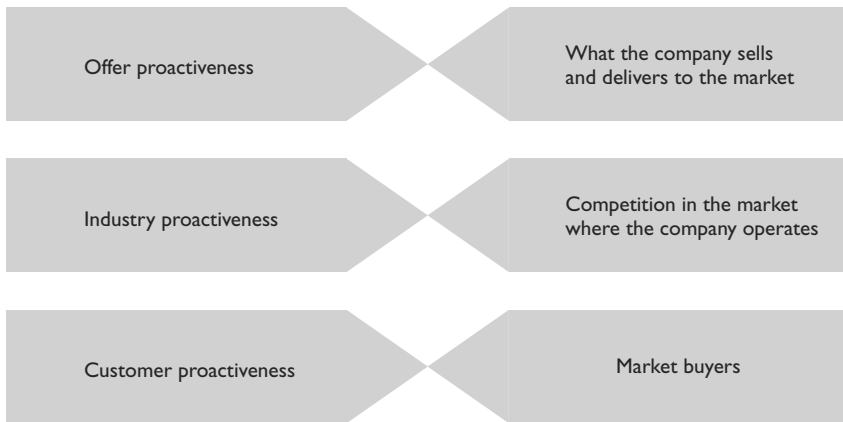 Offer proactiveness
What the company sells
and delivers to the market
Industry proactiveness
Competition in the market
where the company operates
Customer proactiveness
Market buyers